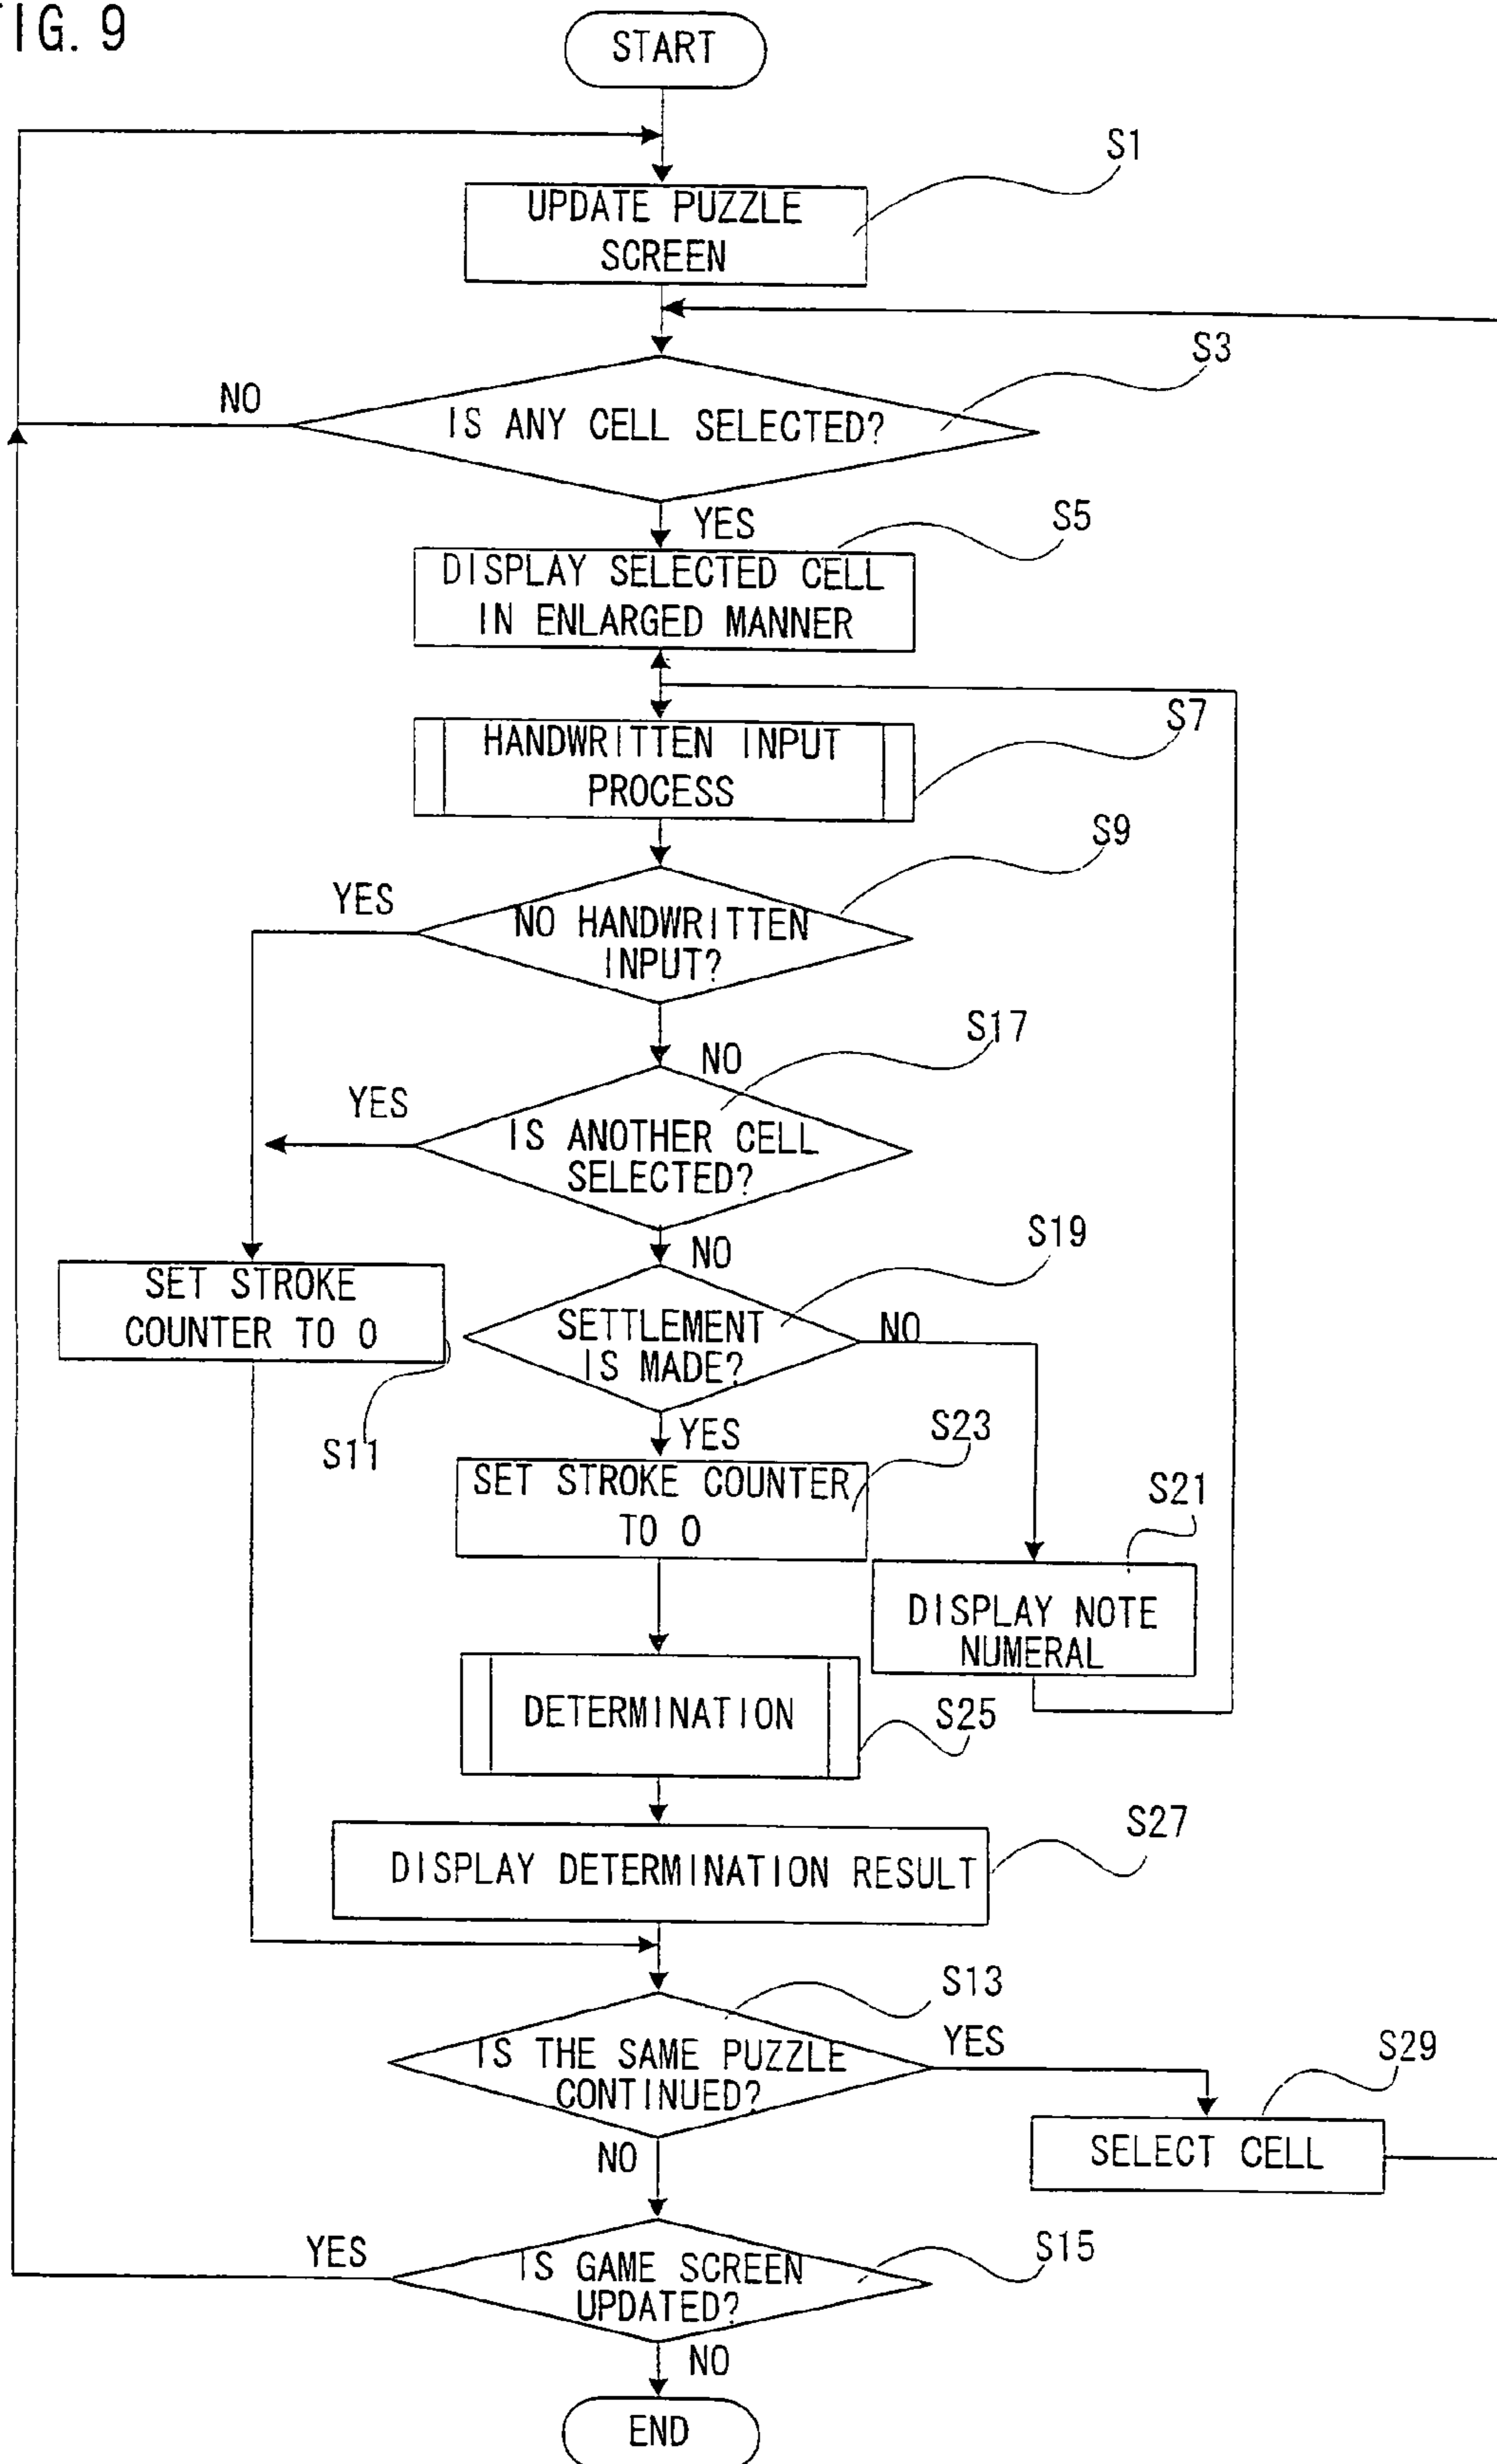 FIG. 9
START
S1
UPDATE PUZZLE
SCREEN
S3
NO
IS ANY CELL SELECTED?
YES
S5
DISPLAY SELECTED CELL
IN ENLARGED MANNER
S7
HANDWRITTEN INPUT
PROCESS
S9
YES
NO HANDWRITTEN
INPUT?
S17
NO
YES
IS ANOTHER CELL
SELECTED?
S19
NO
SET STROKE
COUNTER TO 0
SETTLEMENT
IS MADE?
NO
S11
YES
S23
SET STROKE COUNTER
TO 0
S21
DISPLAY NOTE
NUMERAL
DETERMINATION
S25
S27
DISPLAY DETERMINATION RESULT
S13
IS THE SAME PUZZLE
CONTINUED?
YES
S29
SELECT CELL
NO
YES
IS GAME SCREEN
UPDATED?
S15
NO
END